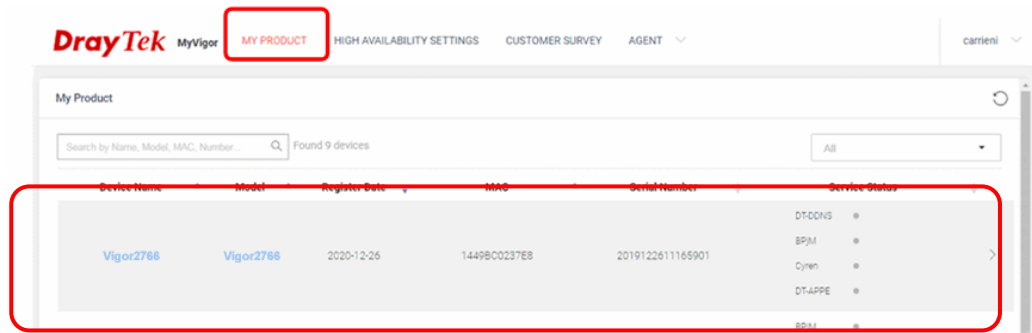 DrayTek MyVigor MY PRODUCT HIGH AVAILABILITY SETTINGS CUSTOMER SURVEY AGENT carrieni
My Product
Search by Name, Model, MAC, Number... Found 9 devices All
Device Name Model Register Date MAC Serial Number Service Status
DT-DDNS
BPjM
Vigor2766 Vigor2766 2020-12-26 1449BC0237E8 2019122611165901
Cyren
DT-APPE
BPjM